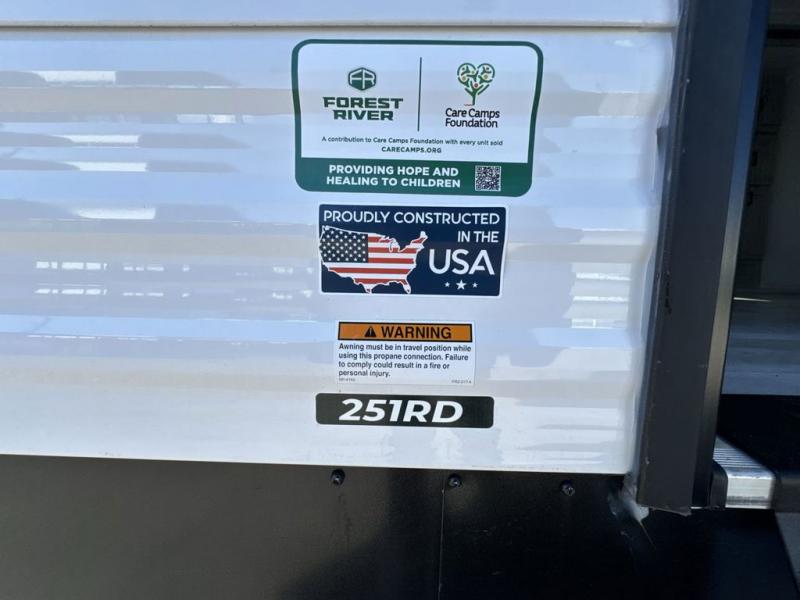 FR
FOREST
RIVER
Care Camps
Foundation
A contribution to Care Camps Foundation with every unit sold
CARECAMPS.ORG
PROVIDING HOPE AND
HEALING TO CHILDREN
PROUDLY CONSTRUCTED
IN THE
USA
WARNING
Awning must be in travel position while
using this propane connection. Failure
to comply could result in a fire or
personal injury.
251RD